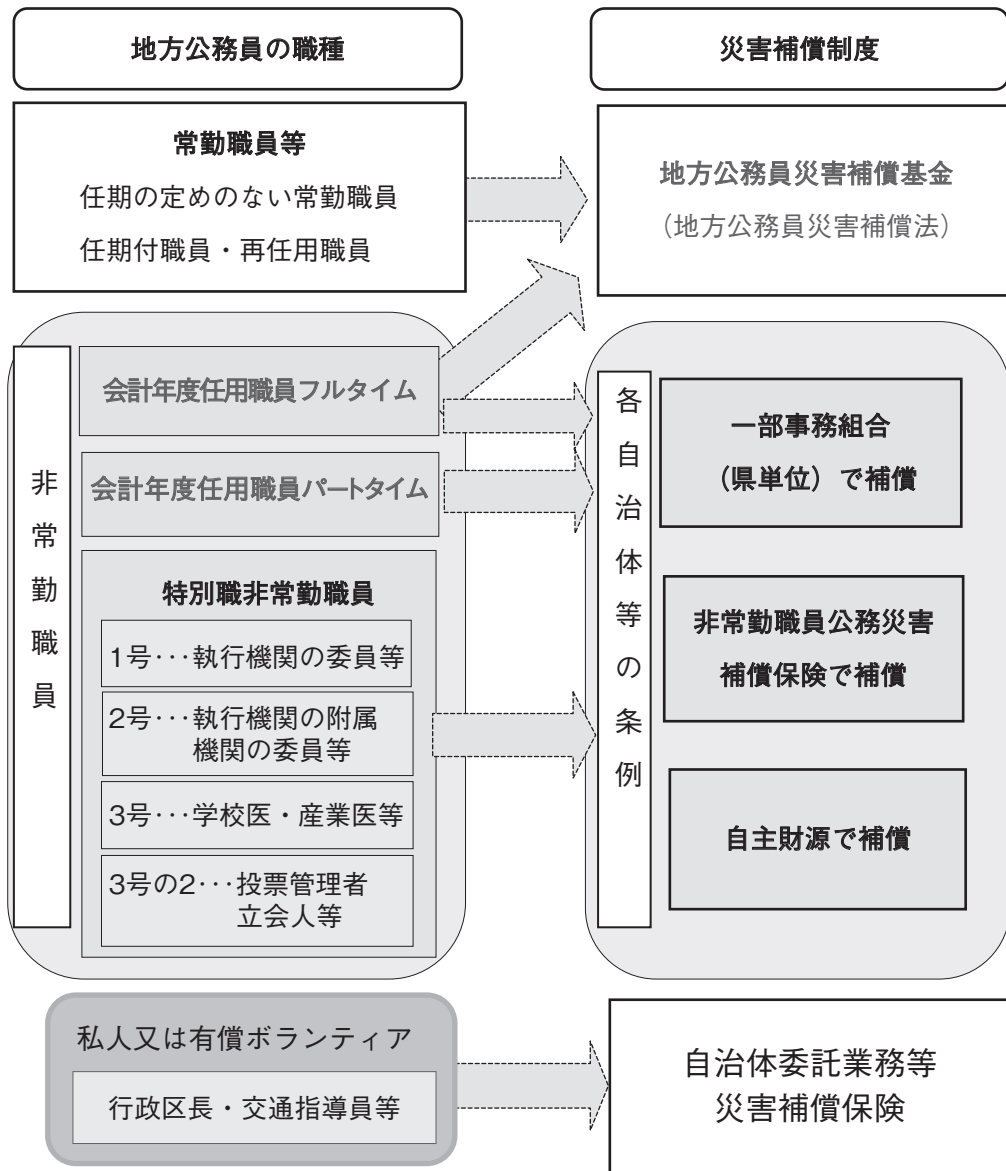 地方公務員の職種
災害補償制度
常勤職員等
任期の定めのない常勤職員
任期付職員・再任用職員
地方公務員災害補償基金
（地方公務員災害補償法）
非常勤職員
会計年度任用職員フルタイム
会計年度任用職員パートタイム
特別職非常勤職員
1号･･･執行機関の委員等
2号･･･執行機関の附属
機関の委員等
3号･･･学校医・産業医等
3号の2･･･投票管理者
立会人等
各自治体等の条例
一部事務組合
（県単位）で補償
非常勤職員公務災害
補償保険で補償
自主財源で補償
私人又は有償ボランティア
行政区長・交通指導員等
自治体委託業務等
災害補償保険